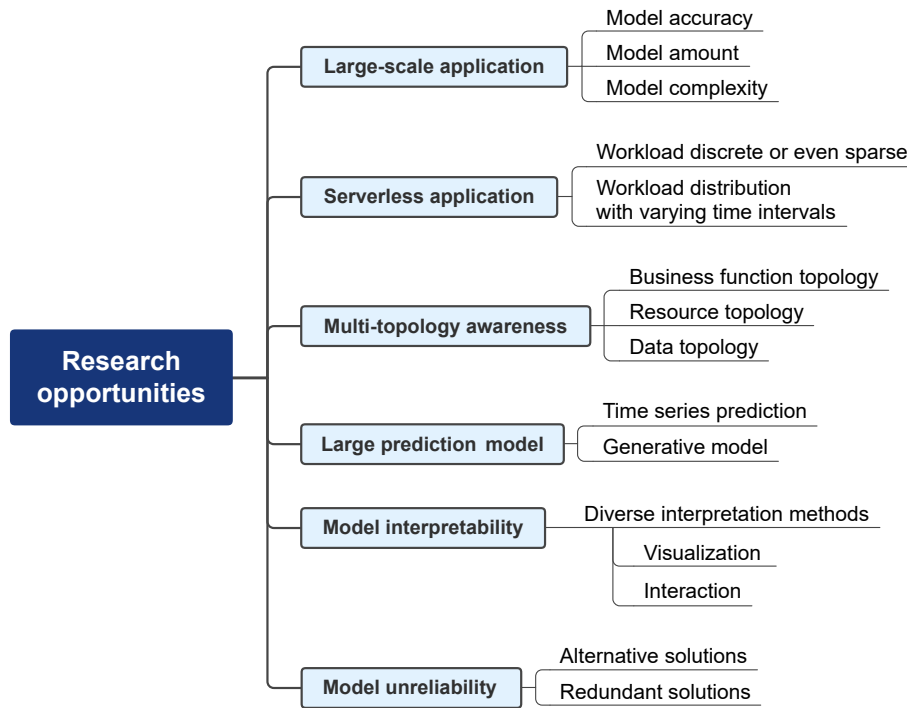 Research
opportunities
Large-scale application
Model accuracy
Model amount
Model complexity
Serverless application
Workload discrete or even sparse
Workload distribution
with varying time intervals
Multi-topology awareness
Business function topology
Resource topology
Data topology
Large prediction model
Time series prediction
Generative model
Model interpretability
Diverse interpretation methods
Visualization
Interaction
Model unreliability
Alternative solutions
Redundant solutions